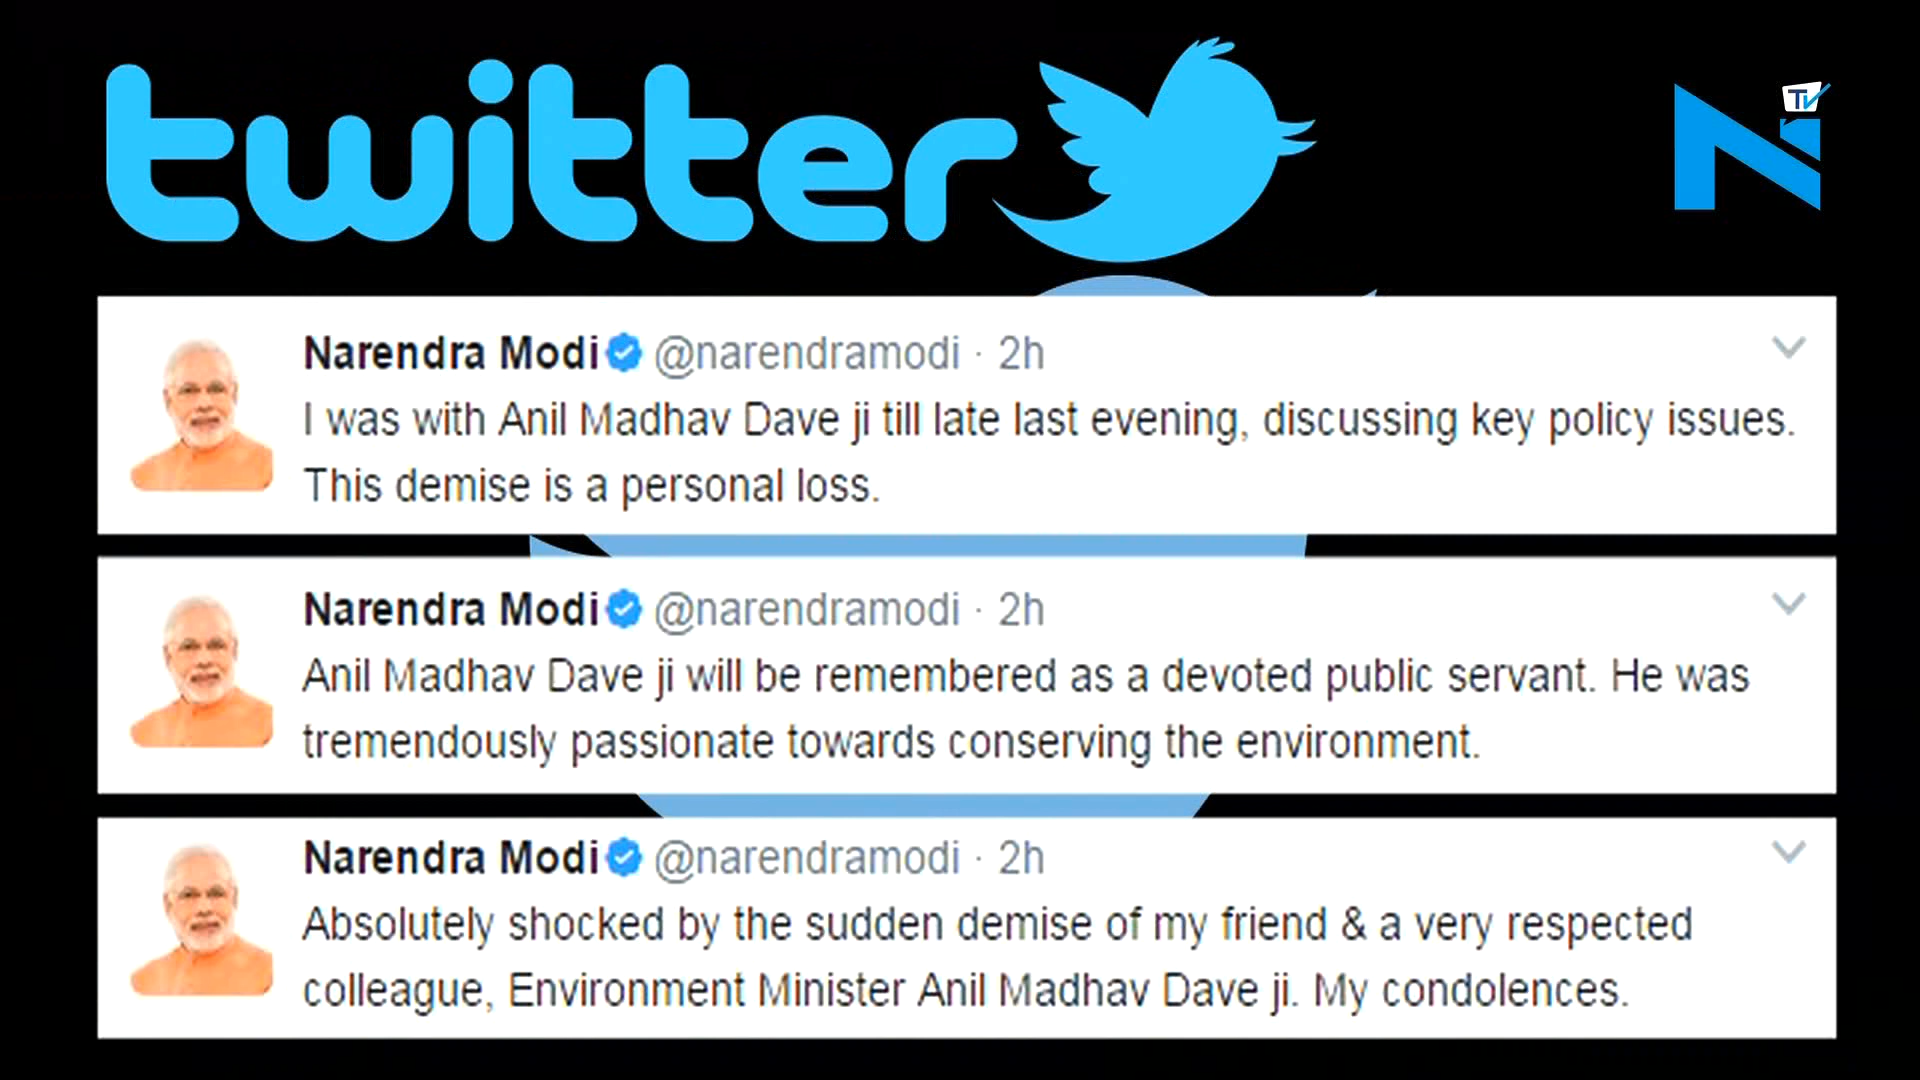 twitter
TV
Narendra Modi @narendramodi · 2h
I was with Anil Madhav Dave ji till late last evening, discussing key policy issues.
This demise is a personal loss.
Narendra Modi @narendramodi · 2h
Anil Madhav Dave ji will be remembered as a devoted public servant. He was
tremendously passionate towards conserving the environment.
Narendra Modi @narendramodi · 2h
Absolutely shocked by the sudden demise of my friend & a very respected
colleague, Environment Minister Anil Madhav Dave ji. My condolences.